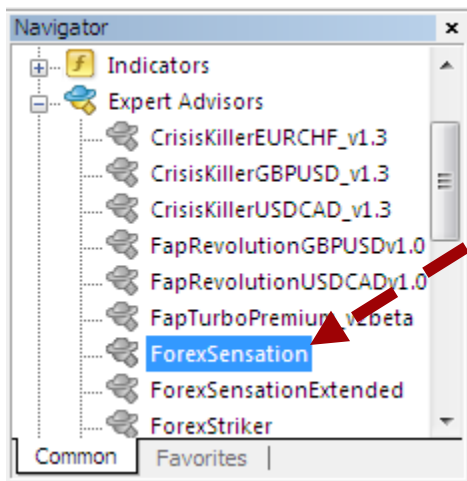 Navigator
Indicators
Expert Advisors
CrisisKillerEURCHF_v1.3
CrisisKillerGBPUSD_v1.3
CrisisKillerUSDCAD_v1.3
FapRevolutionGBPUSDv1.0
FapRevolutionUSDCADv1.0
FapTurboPremium_v2beta
ForexSensation
ForexSensationExtended
ForexStriker
Common Favorites